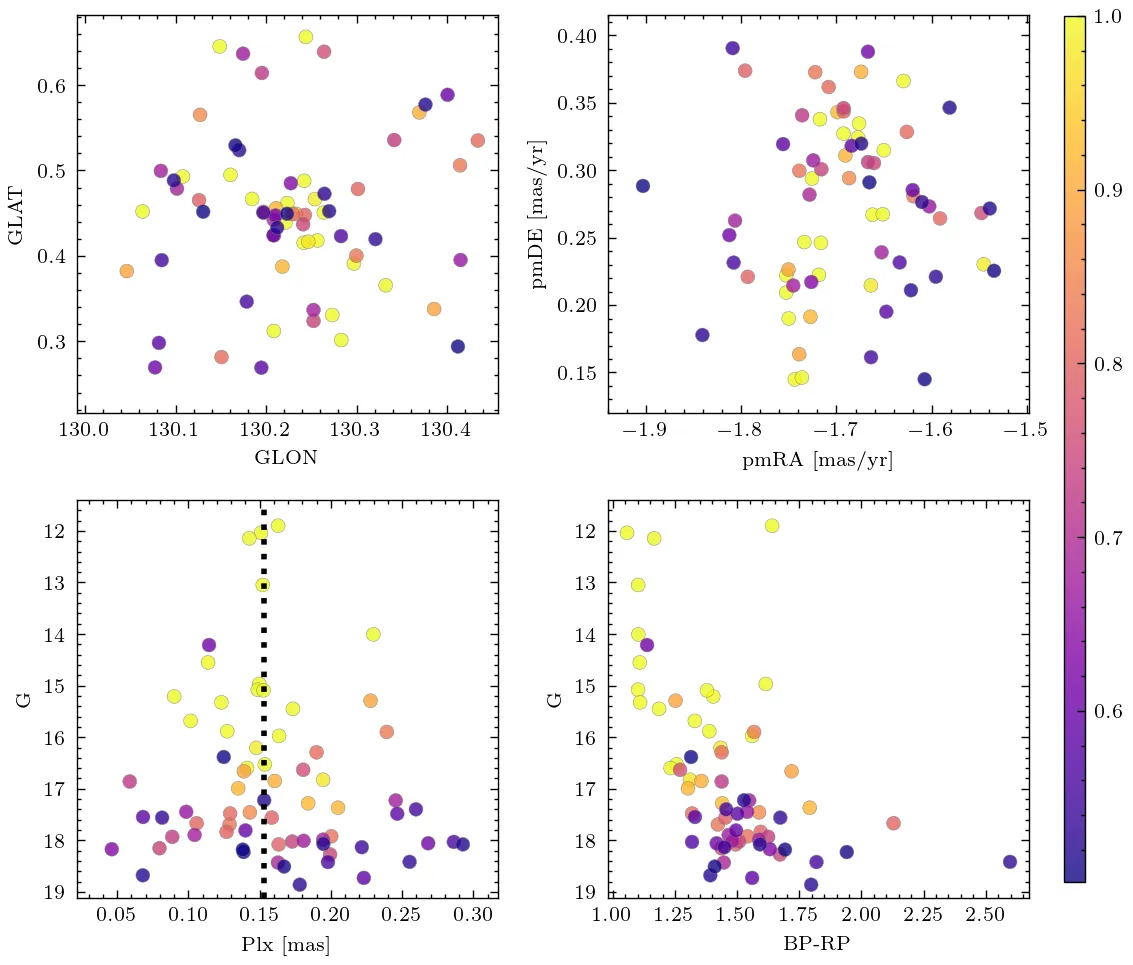 0.6
0.5
0.4
0.3
GLAT
130.0 130.1 130.2 130.3 130.4
GLON
0.40
0.35
0.30
0.25
0.20
0.15
pmDE [mas/yr]
−1.9 −1.8 −1.7 −1.6 −1.5
pmRA [mas/yr]
1.0
0.9
0.8
0.7
0.6
12
13
14
15
16
17
18
19
G
0.05 0.10 0.15 0.20 0.25 0.30
Plx [mas]
12
13
14
15
16
17
18
19
G
1.00 1.25 1.50 1.75 2.00 2.25 2.50
BP-RP